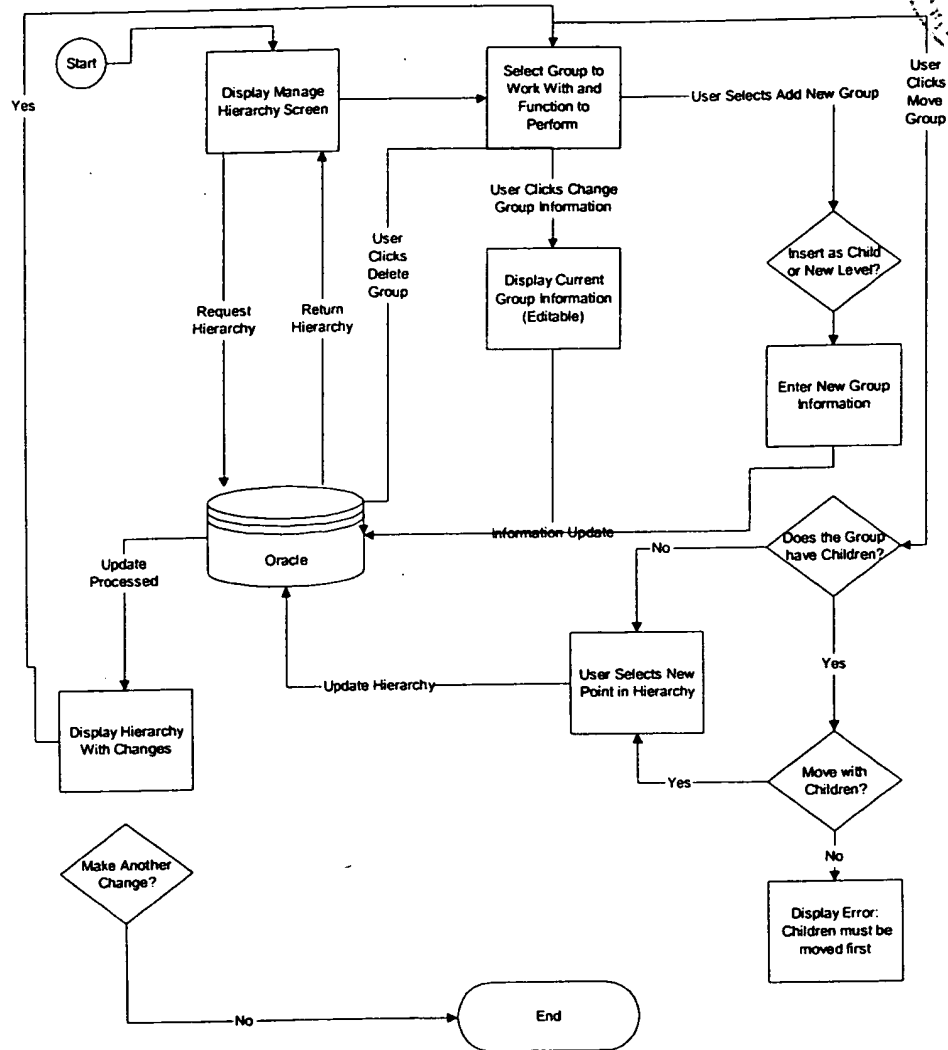 Start
Yes
Display Manage
Hierarchy Screen
Select Group to
Work With and
Function to
Perform
User Selects Add New Group
User
Clicks
Move
Group
User Clicks Change
Group Information
User
Clicks
Delete
Group
Insert as Child
or New Level?
Display Current
Group Information
(Editable)
Request
Hierarchy
Return
Hierarchy
Enter New Group
Information
Information Update
Oracle
Does the Group
have Children?
No
Update
Processed
Yes
User Selects New
Point in Hierarchy
Update Hierarchy
Display Hierarchy
With Changes
Move with
Children?
Yes
No
Make Another
Change?
Display Error:
Children must be
moved first
No
End